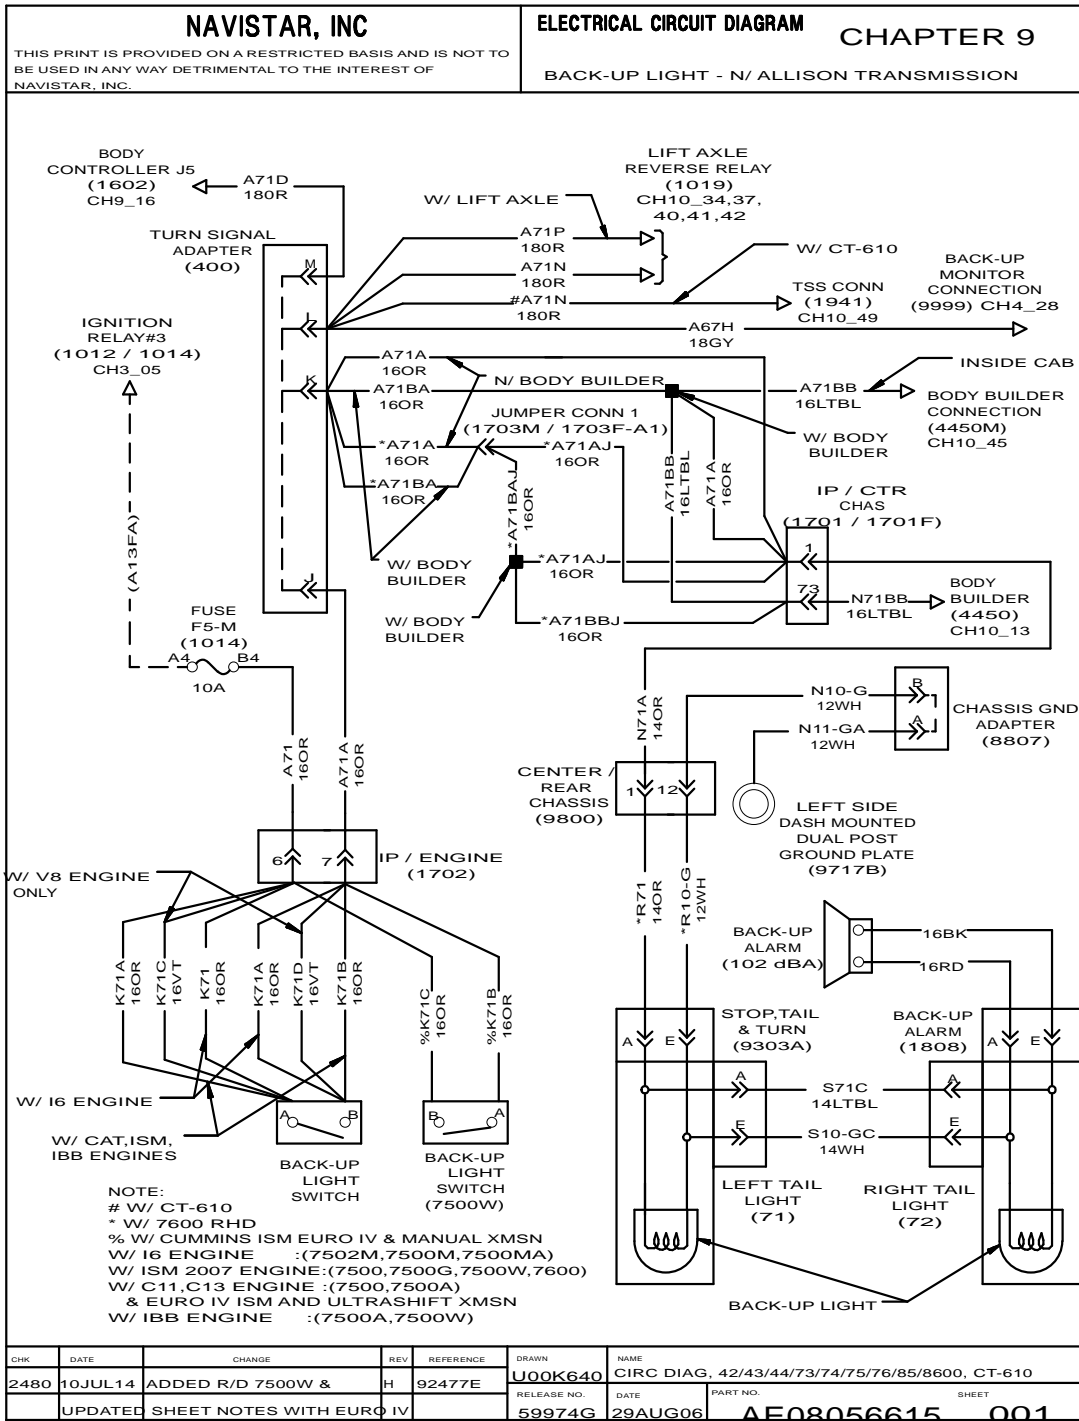 NAVISTAR, INC
THIS PRINT IS PROVIDED ON A RESTRICTED BASIS AND IS NOT TO
BE USED IN ANY WAY DETRIMENTAL TO THE INTEREST OF
NAVISTAR, INC.
ELECTRICAL CIRCUIT DIAGRAM
CHAPTER 9
BACK-UP LIGHT - N/ ALLISON TRANSMISSION
BODY
CONTROLLER J5
(1602)
CH9_16
A71D
180R
TURN SIGNAL
ADAPTER
(400)
M
L
K
J
W/ LIFT AXLE
LIFT AXLE
REVERSE RELAY
(1019)
CH10_34,37,
40,41,42
A71P
180R
A71N
180R
#A71N
180R
W/ CT-610
TSS CONN
(1941)
CH10_49
BACK-UP
MONITOR
CONNECTION
(9999) CH4_28
A67H
18GY
IGNITION
RELAY#3
(1012 / 1014)
CH3_05
(A13FA)
A71A
16OR
A71BA
16OR
N/ BODY BUILDER
INSIDE CAB
A71BB
16LTBL
BODY BUILDER
CONNECTION
(4450M)
CH10_45
JUMPER CONN 1
(1703M / 1703F-A1)
*A71A
16OR
*A71AJ
16OR
*A71BA
16OR
*A71BAJ
16OR
A71BB
16LTBL
A71A
16OR
W/ BODY
BUILDER
IP / CTR
CHAS
(1701 / 1701F)
1
73
W/ BODY
BUILDER
*A71AJ
16OR
W/ BODY
BUILDER
*A71BBJ
16OR
N71BB
16LTBL
BODY
BUILDER
(4450)
CH10_13
FUSE
F5-M
(1014)
A4
B4
10A
A71
16OR
A71A
16OR
N71A
14OR
N10-G
12WH
N11-GA
12WH
B
A
CHASSIS GND
ADAPTER
(8807)
CENTER /
REAR
CHASSIS
(9800)
1
12
LEFT SIDE
DASH MOUNTED
DUAL POST
GROUND PLATE
(9717B)
6
7
IP / ENGINE
(1702)
W/ V8 ENGINE
ONLY
K71A
16OR
K71C
16VT
K71
16OR
K71A
16OR
K71D
16VT
K71B
16OR
%K71C
16OR
%K71B
16OR
*R71
14OR
*R10-G
12WH
BACK-UP
ALARM
(102 dBA)
16BK
16RD
STOP,TAIL
& TURN
(9303A)
A
E
BACK-UP
ALARM
(1808)
A
E
A
S71C
14LTBL
A
E
S10-GC
14WH
E
W/ I6 ENGINE
W/ CAT,ISM,
IBB ENGINES
A
B
BACK-UP
LIGHT
SWITCH
B
A
BACK-UP
LIGHT
SWITCH
(7500W)
LEFT TAIL
LIGHT
(71)
RIGHT TAIL
LIGHT
(72)
BACK-UP LIGHT
NOTE:
# W/ CT-610
* W/ 7600 RHD
% W/ CUMMINS ISM EURO IV & MANUAL XMSN
W/ I6 ENGINE :(7502M,7500M,7500MA)
W/ ISM 2007 ENGINE:(7500,7500G,7500W,7600)
W/ C11,C13 ENGINE :(7500,7500A)
& EURO IV ISM AND ULTRASHIFT XMSN
W/ IBB ENGINE :(7500A,7500W)
CHK DATE CHANGE REV REFERENCE
2480 10JUL14 ADDED R/D 7500W & H 92477E
UPDATED SHEET NOTES WITH EURO IV
DRAWN
U00K640
NAME
CIRC DIAG, 42/43/44/73/74/75/76/85/8600, CT-610
RELEASE NO.
59974G
DATE
29AUG06
PART NO.
AE08056615
SHEET
001